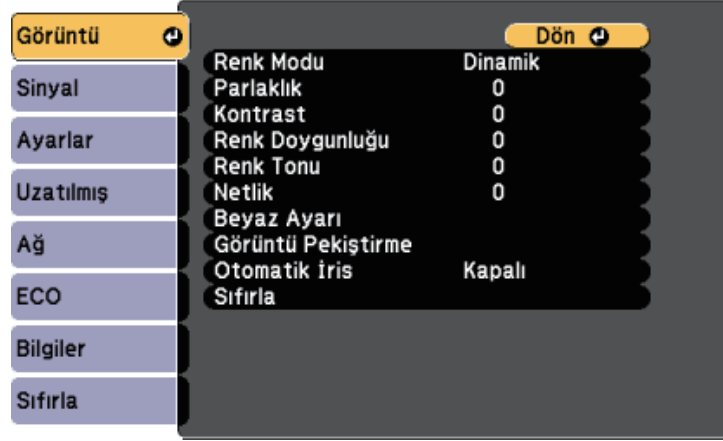 Görüntü
Sinyal
Ayarlar
Uzatılmış
Ağ
ECO
Bilgiler
Sıfırla
Dön
Renk Modu Dinamik
Parlaklık 0
Kontrast 0
Renk Doygunluğu 0
Renk Tonu 0
Netlik 0
Beyaz Ayarı
Görüntü Pekiştirme
Otomatik İris Kapalı
Sıfırla